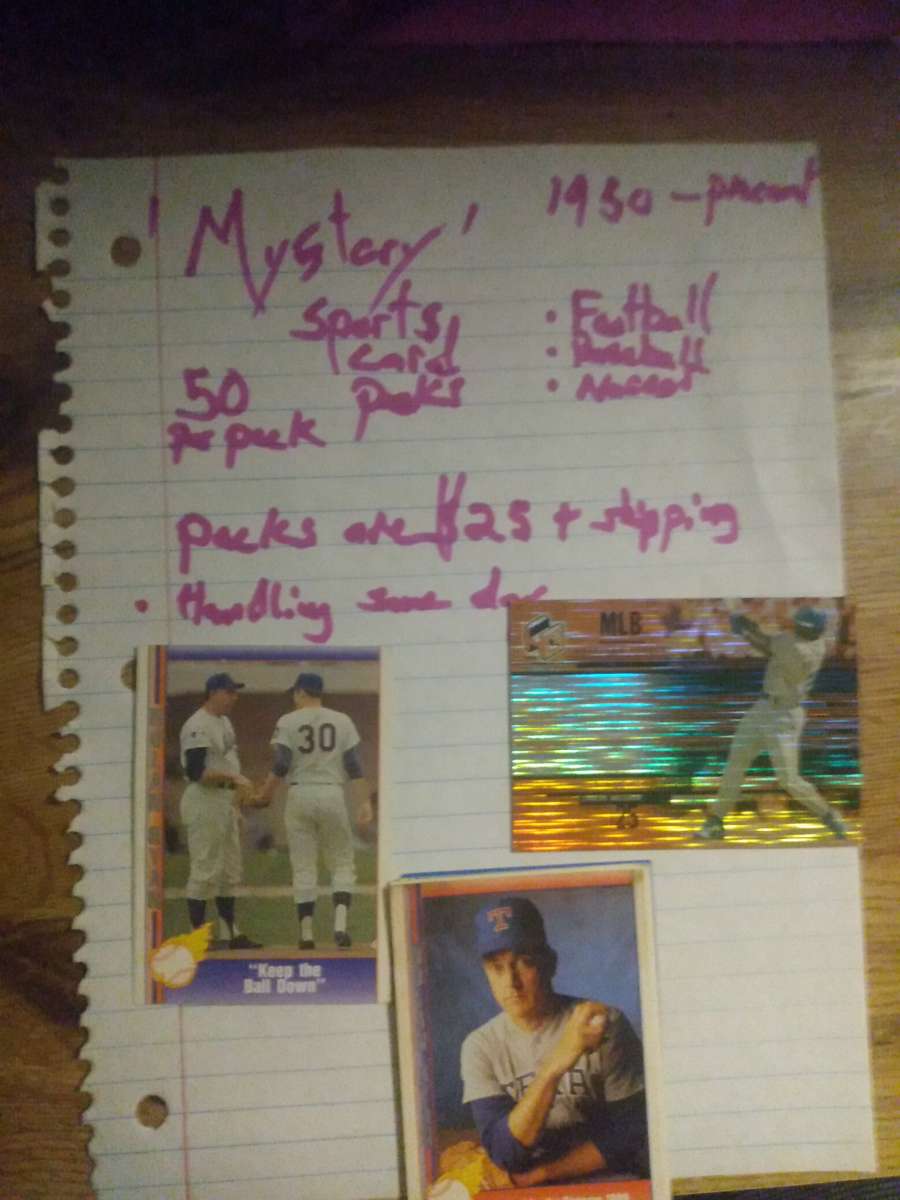 'Mystery'
1950 - present
Sports
card
packs
50
per pack
• Football
• Baseball
• Nascar
packs are $25 + shipping
• Handling same day
MLB
30
"Keep the
Ball Down"
T